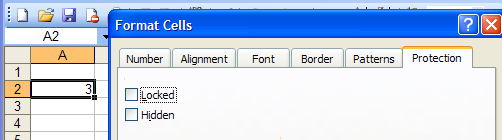 A2
Format Cells
Number Alignment Font Border Patterns Protection
A
1
2 3
3
4
5
Locked
Hidden